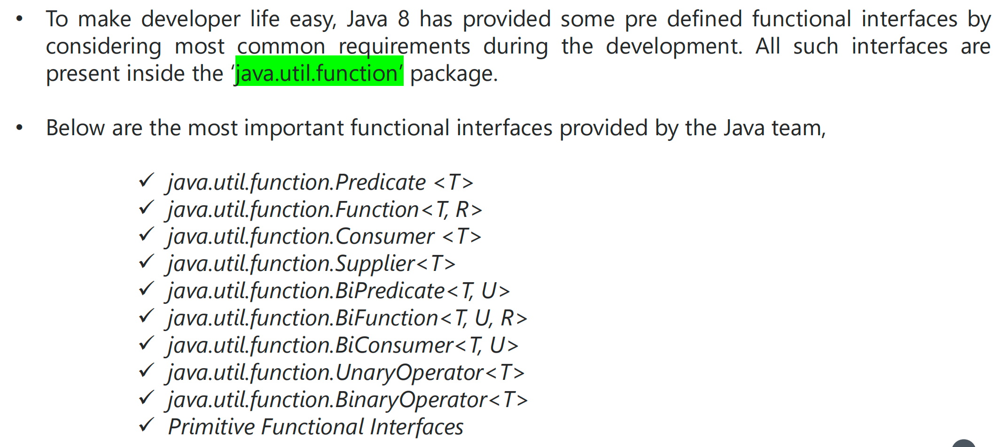 • To make developer life easy, Java 8 has provided some pre defined functional interfaces by
considering most common requirements during the development. All such interfaces are
present inside the ‘java.util.function’ package.
• Below are the most important functional interfaces provided by the Java team,
✓ java.util.function.Predicate <T>
✓ java.util.function.Function<T, R>
✓ java.util.function.Consumer <T>
✓ java.util.function.Supplier<T>
✓ java.util.function.BiPredicate<T, U>
✓ java.util.function.BiFunction<T, U, R>
✓ java.util.function.BiConsumer<T, U>
✓ java.util.function.UnaryOperator<T>
✓ java.util.function.BinaryOperator<T>
✓ Primitive Functional Interfaces